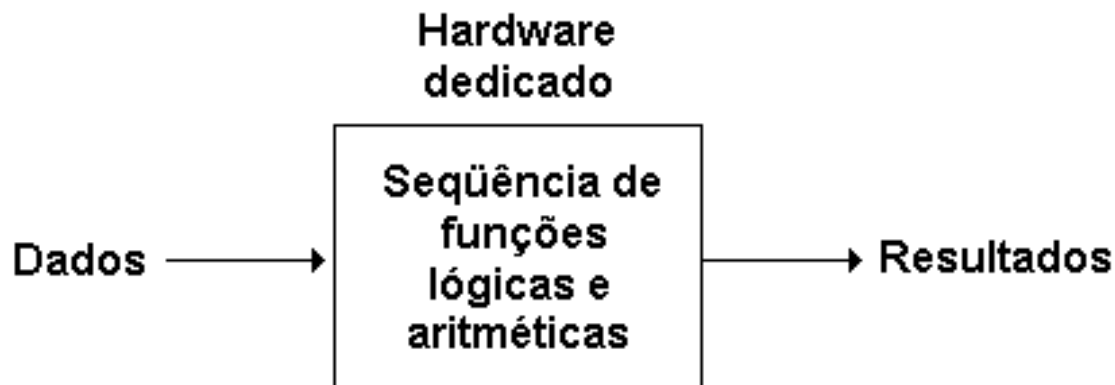 Hardware
dedicado
Seqüência de
funções
lógicas e
aritméticas
Dados
Resultados